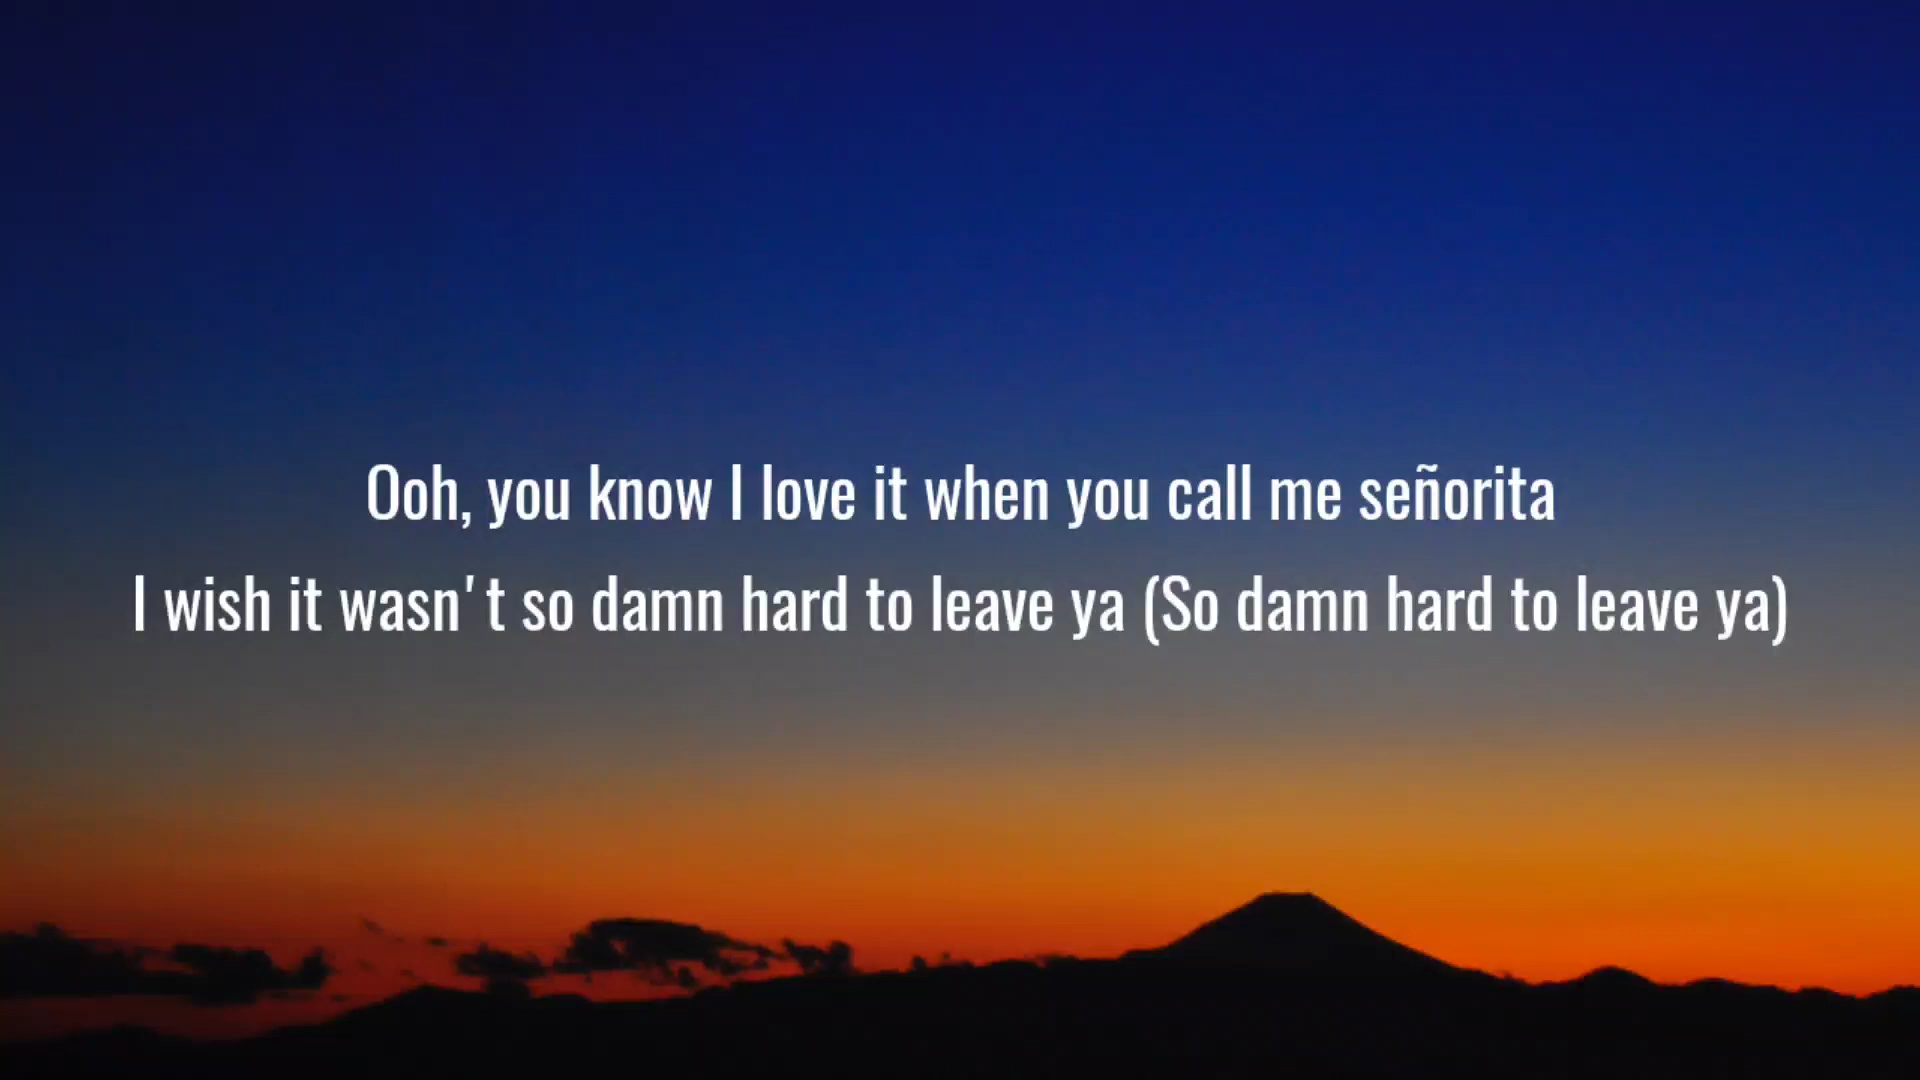 Ooh, you know I love it when you call me señorita
I wish it wasn't so damn hard to leave ya (So damn hard to leave ya)